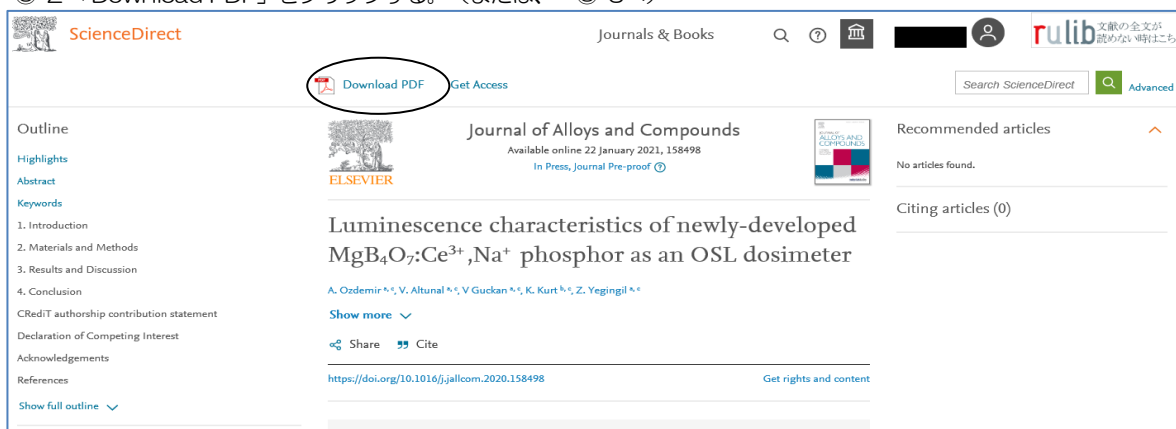 ScienceDirect
Journals & Books
rulib 文献の全文が
読めない時はこち
Download PDF
Get Access
Search ScienceDirect
Advanced
Outline
Highlights
Abstract
Keywords
1. Introduction
2. Materials and Methods
3. Results and Discussion
4. Conclusion
CRediT authorship contribution statement
Declaration of Competing Interest
Acknowledgements
References
Show full outline
ELSEVIER
Journal of Alloys and Compounds
Available online 22 January 2021, 158498
In Press, Journal Pre-proof
JOURNAL OF
ALLOYS AND
COMPOUNDS
Luminescence characteristics of newly-developed
MgB₄O₇:Ce³⁺,Na⁺ phosphor as an OSL dosimeter
A. Ozdemir ᵃ, ᶜ, V. Altunal ᵃ, ᶜ, V Guckan ᵃ, ᶜ, K. Kurt ᵇ, ᶜ, Z. Yegingil ᵃ, ᶜ
Show more
Share
Cite
https://doi.org/10.1016/j.jallcom.2020.158498
Get rights and content
Recommended articles
No articles found.
Citing articles (0)